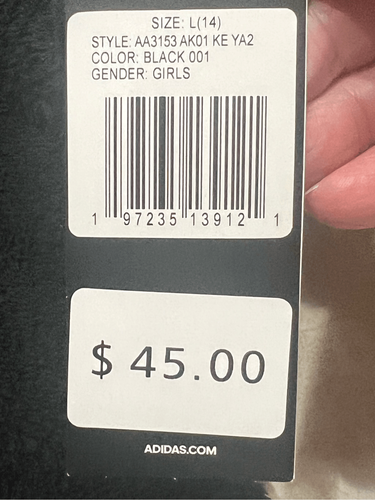 SIZE: L(14)
STYLE: AA3153 AK01 KE YA2
COLOR: BLACK 001
GENDER: GIRLS
1 97235 13912 1
$ 45.00
ADIDAS.COM